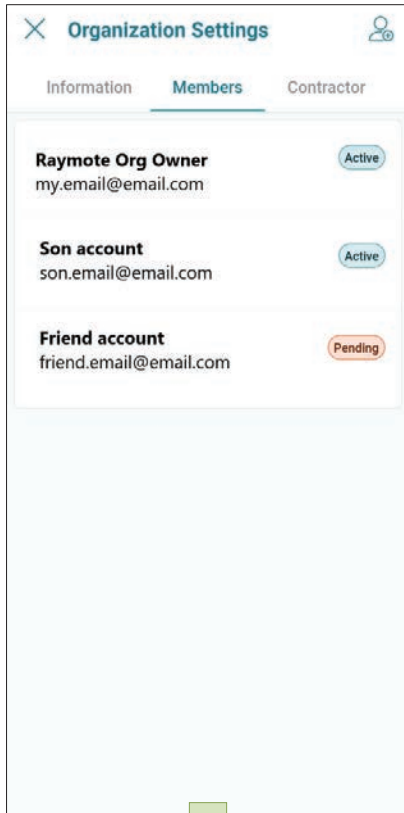 Organization Settings
Information Members Contractor
Raymote Org Owner Active
my.email@email.com
Son account Active
son.email@email.com
Friend account Pending
friend.email@email.com